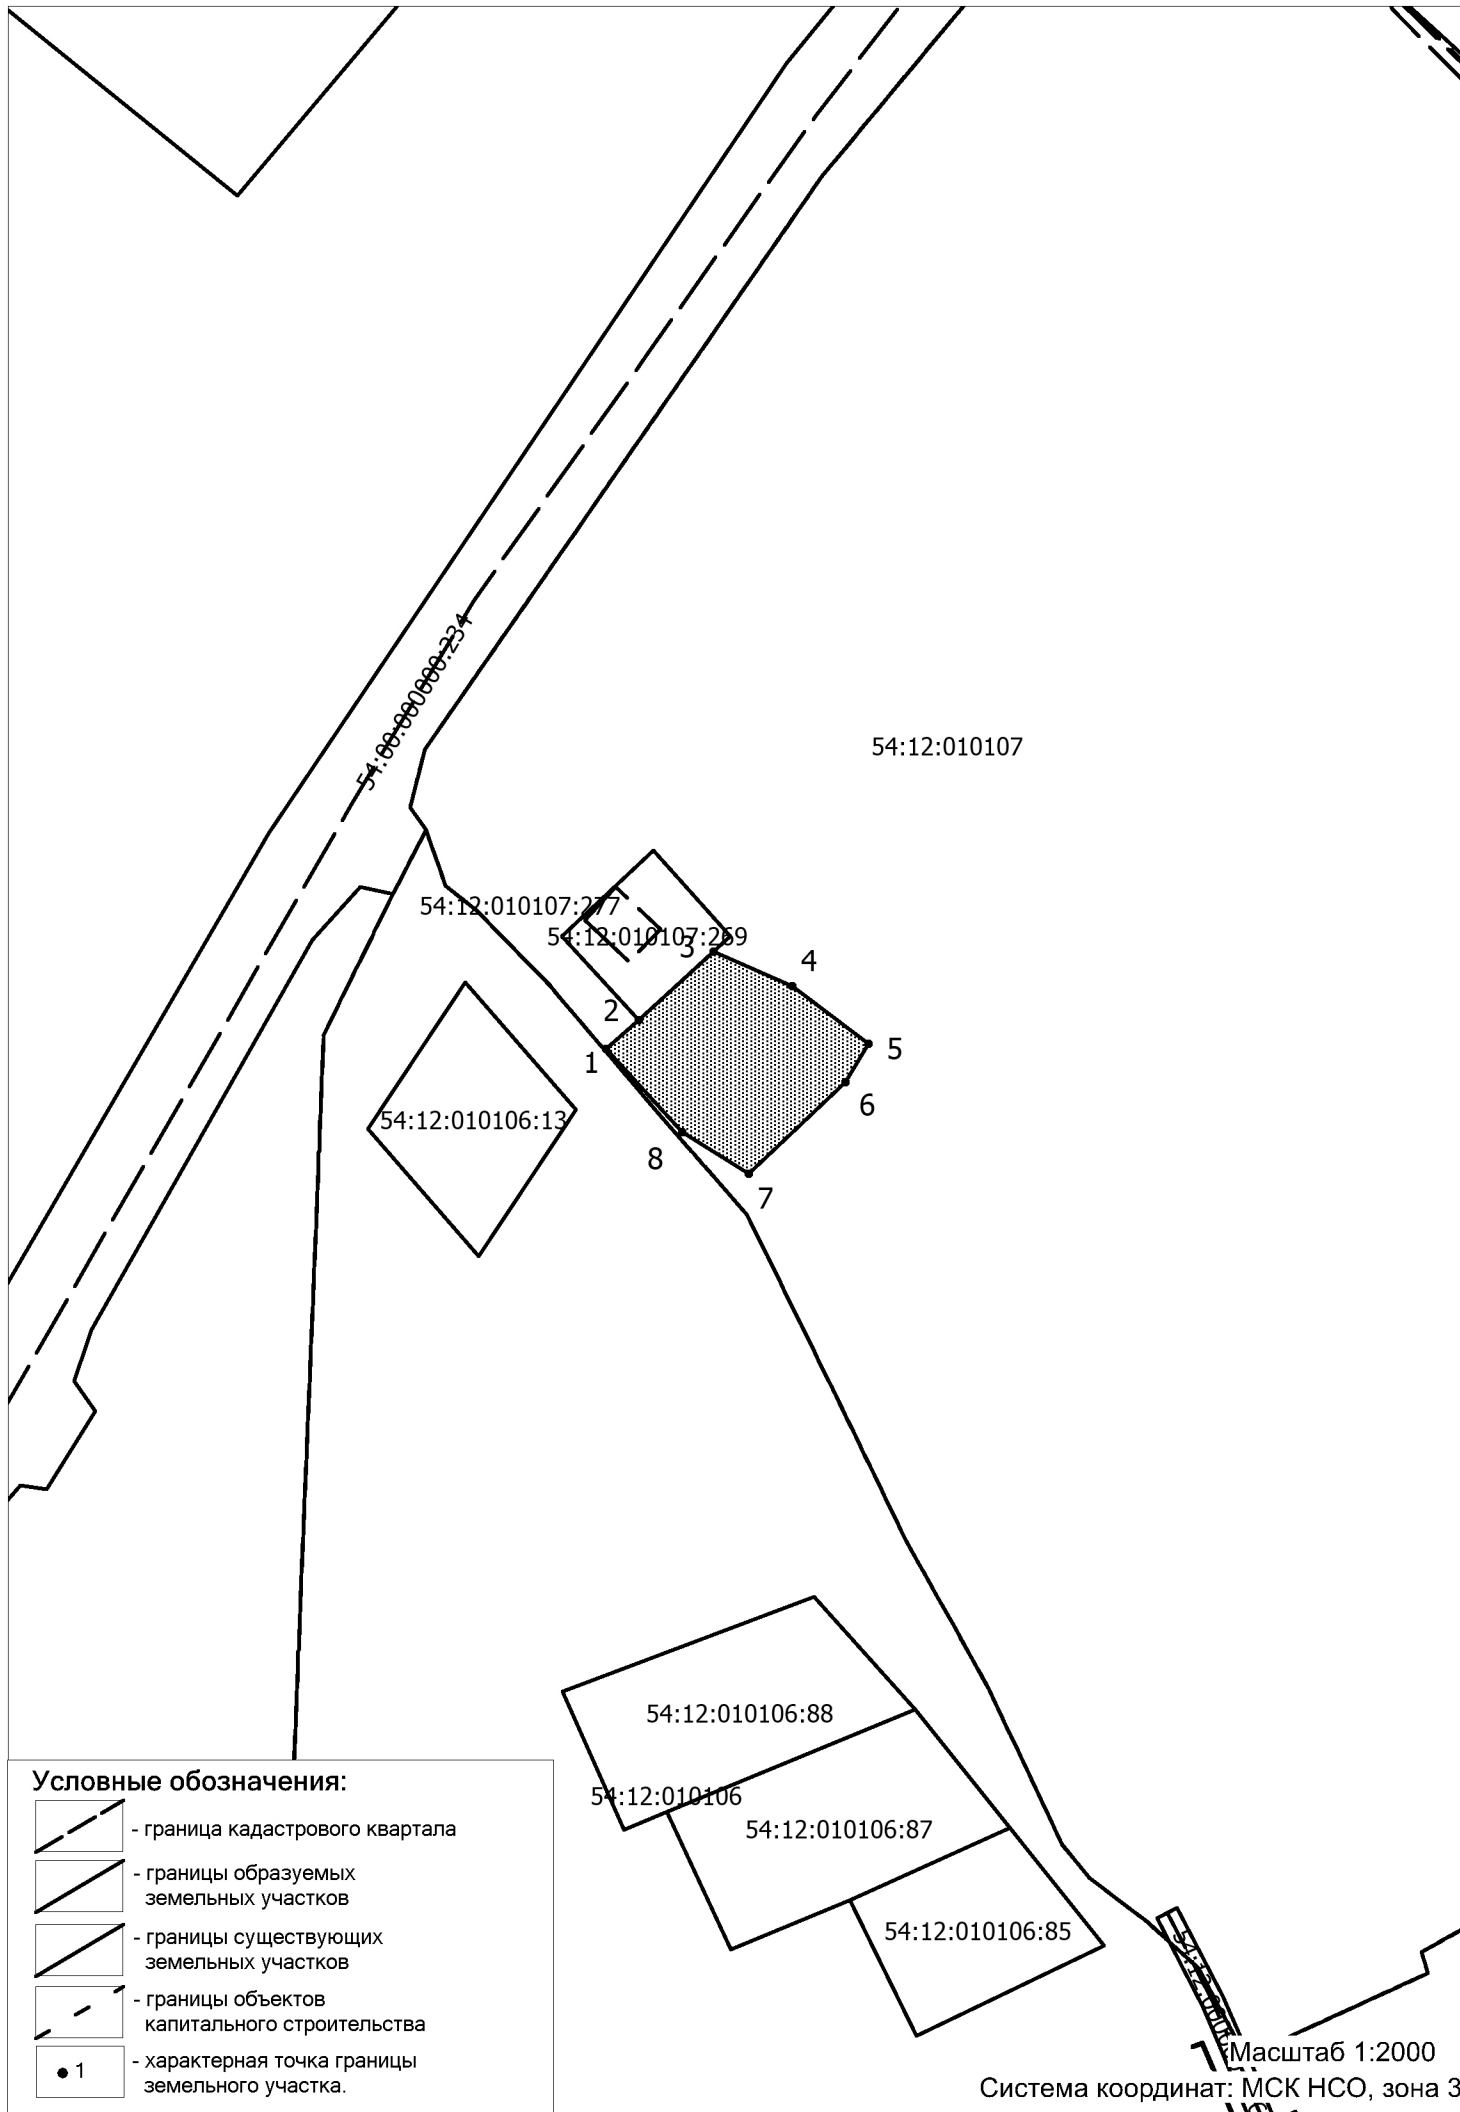 54:00:000000:234
54:12:010107
54:12:010107:277
54:12:010107:269
3
4
2
5
1
6
54:12:010106:13
8
7
54:12:010106:88
54:12:010106
54:12:010106:87
54:12:010106:85
Условные обозначения:
- граница кадастрового квартала
- границы образуемых
земельных участков
- границы существующих
земельных участков
- границы объектов
капитального строительства
1
- характерная точка границы
земельного участка.
Масштаб 1:2000
Система координат: МСК НСО, зона 3